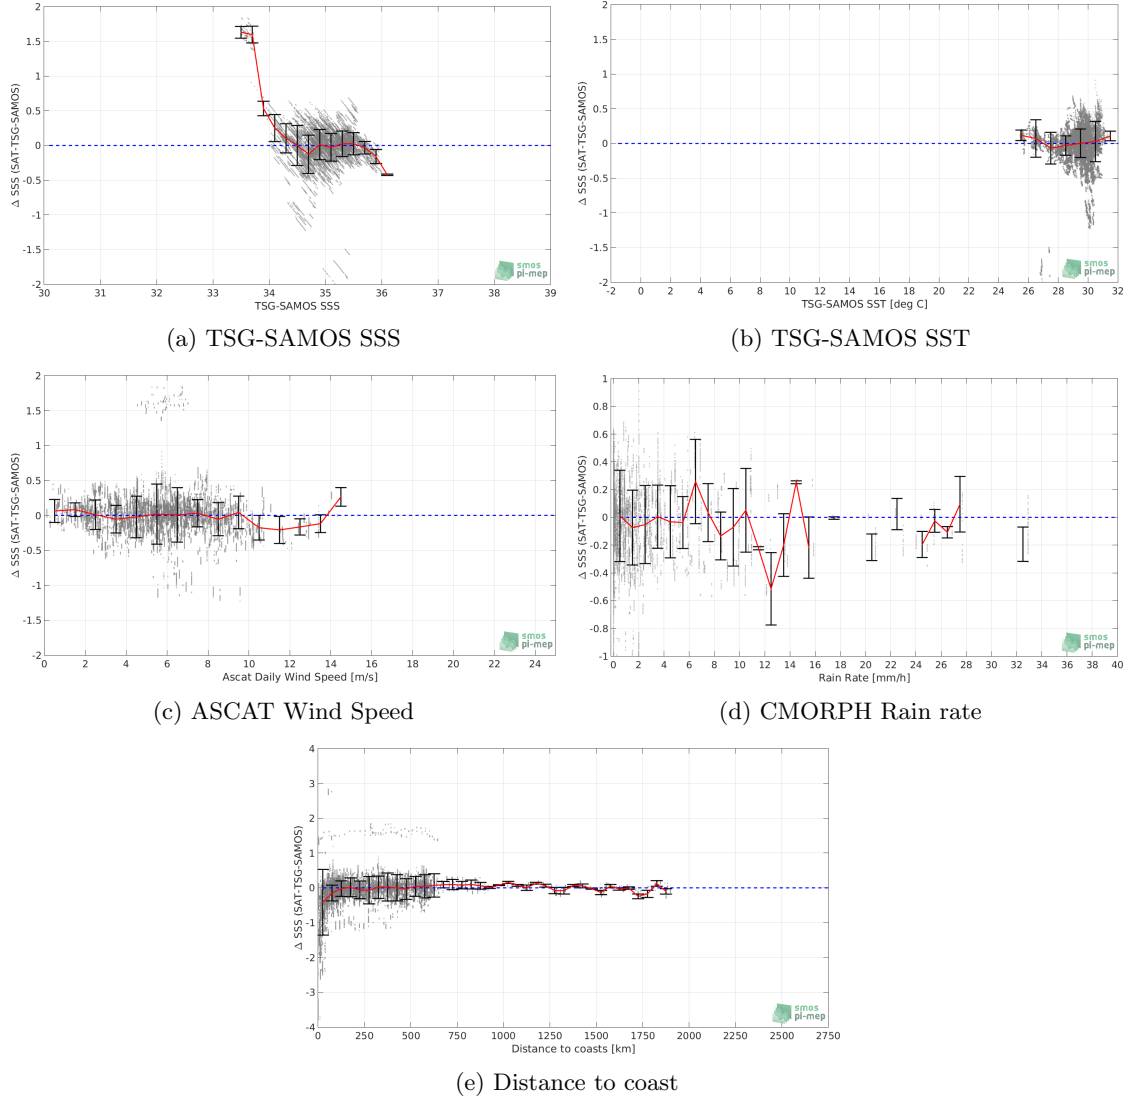 2
1.5
1
0.5
0
-0.5
-1
-1.5
-2
Δ SSS (SAT-TSG-SAMOS)
30 31 32 33 34 35 36 37 38 39
TSG-SAMOS SSS
smos
pi-mep
(a) TSG-SAMOS SSS
2
1.5
1
0.5
0
-0.5
-1
-1.5
-2
Δ SSS (SAT-TSG-SAMOS)
-2 0 2 4 6 8 10 12 14 16 18 20 22 24 26 28 30 32
TSG-SAMOS SST [deg C]
smos
pi-mep
(b) TSG-SAMOS SST
2
1.5
1
0.5
0
-0.5
-1
-1.5
-2
Δ SSS (SAT-TSG-SAMOS)
0 2 4 6 8 10 12 14 16 18 20 22 24
Ascat Daily Wind Speed [m/s]
smos
pi-mep
(c) ASCAT Wind Speed
1
0.8
0.6
0.4
0.2
0
-0.2
-0.4
-0.6
-0.8
-1
Δ SSS (SAT-TSG-SAMOS)
0 2 4 6 8 10 12 14 16 18 20 22 24 26 28 30 32 34 36 38 40
Rain Rate [mm/h]
smos
pi-mep
(d) CMORPH Rain rate
4
3
2
1
0
-1
-2
-3
-4
Δ SSS (SAT-TSG-SAMOS)
0 250 500 750 1000 1250 1500 1750 2000 2250 2500 2750
Distance to coasts [km]
smos
pi-mep
(e) Distance to coast